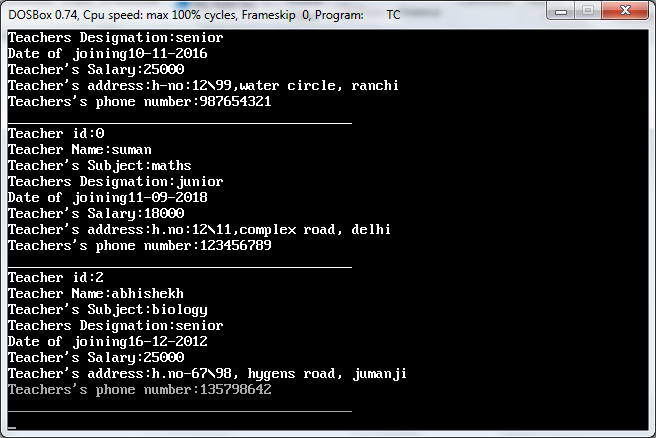 DOSBox 0.74, Cpu speed: max 100% cycles, Frameskip 0, Program: TC
Teachers Designation:senior
Date of joining10-11-2016
Teacher's Salary:25000
Teacher's address:h-no:12\99,water circle, ranchi
Teachers's phone number:987654321
Teacher id:0
Teacher Name:suman
Teacher's Subject:maths
Teachers Designation:junior
Date of joining11-09-2018
Teacher's Salary:18000
Teacher's address:h.no:12\11,complex road, delhi
Teachers's phone number:123456789
Teacher id:2
Teacher Name:abhishekh
Teacher's Subject:biology
Teachers Designation:senior
Date of joining16-12-2012
Teacher's Salary:25000
Teacher's address:h.no-67\98, hygens road, jumanji
Teachers's phone number:135798642